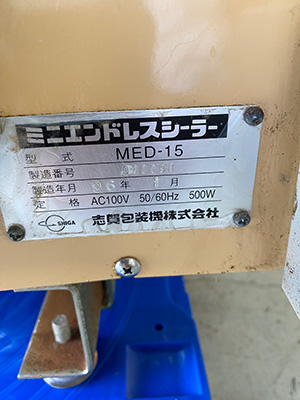 ミニエンドレスシーラー
型式 MED-15
製造番号
製造年月 年 月
定格 AC100V 50/60Hz 500W
SHIGA 志賀包装機株式会社